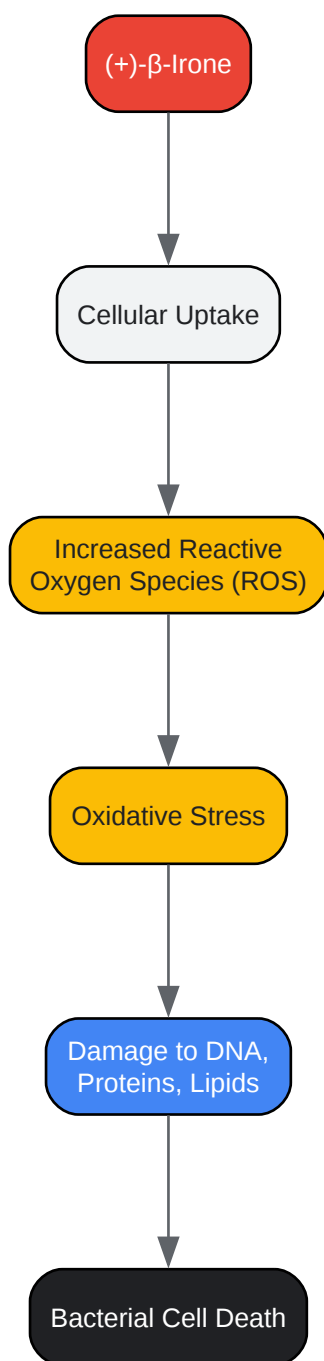 (+)-β-Irone
Cellular Uptake
Increased Reactive
Oxygen Species (ROS)
Oxidative Stress
Damage to DNA,
Proteins, Lipids
Bacterial Cell Death